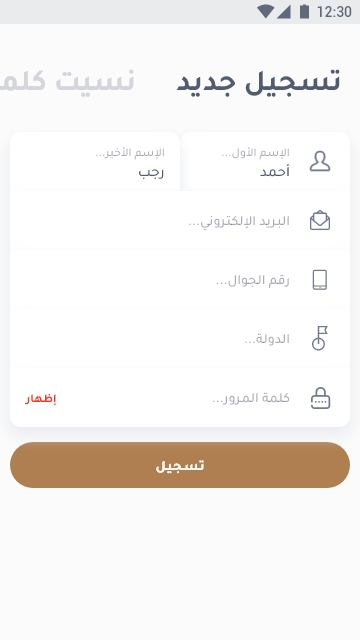 12:30
تسجيل جديد
نسيت كلم
الإسم الأول...
أحمد
الإسم الأخير...
رجب
البريد الإلكتروني...
رقم الجوال...
الدولة...
كلمة المرور...
إظهار
تسجيل